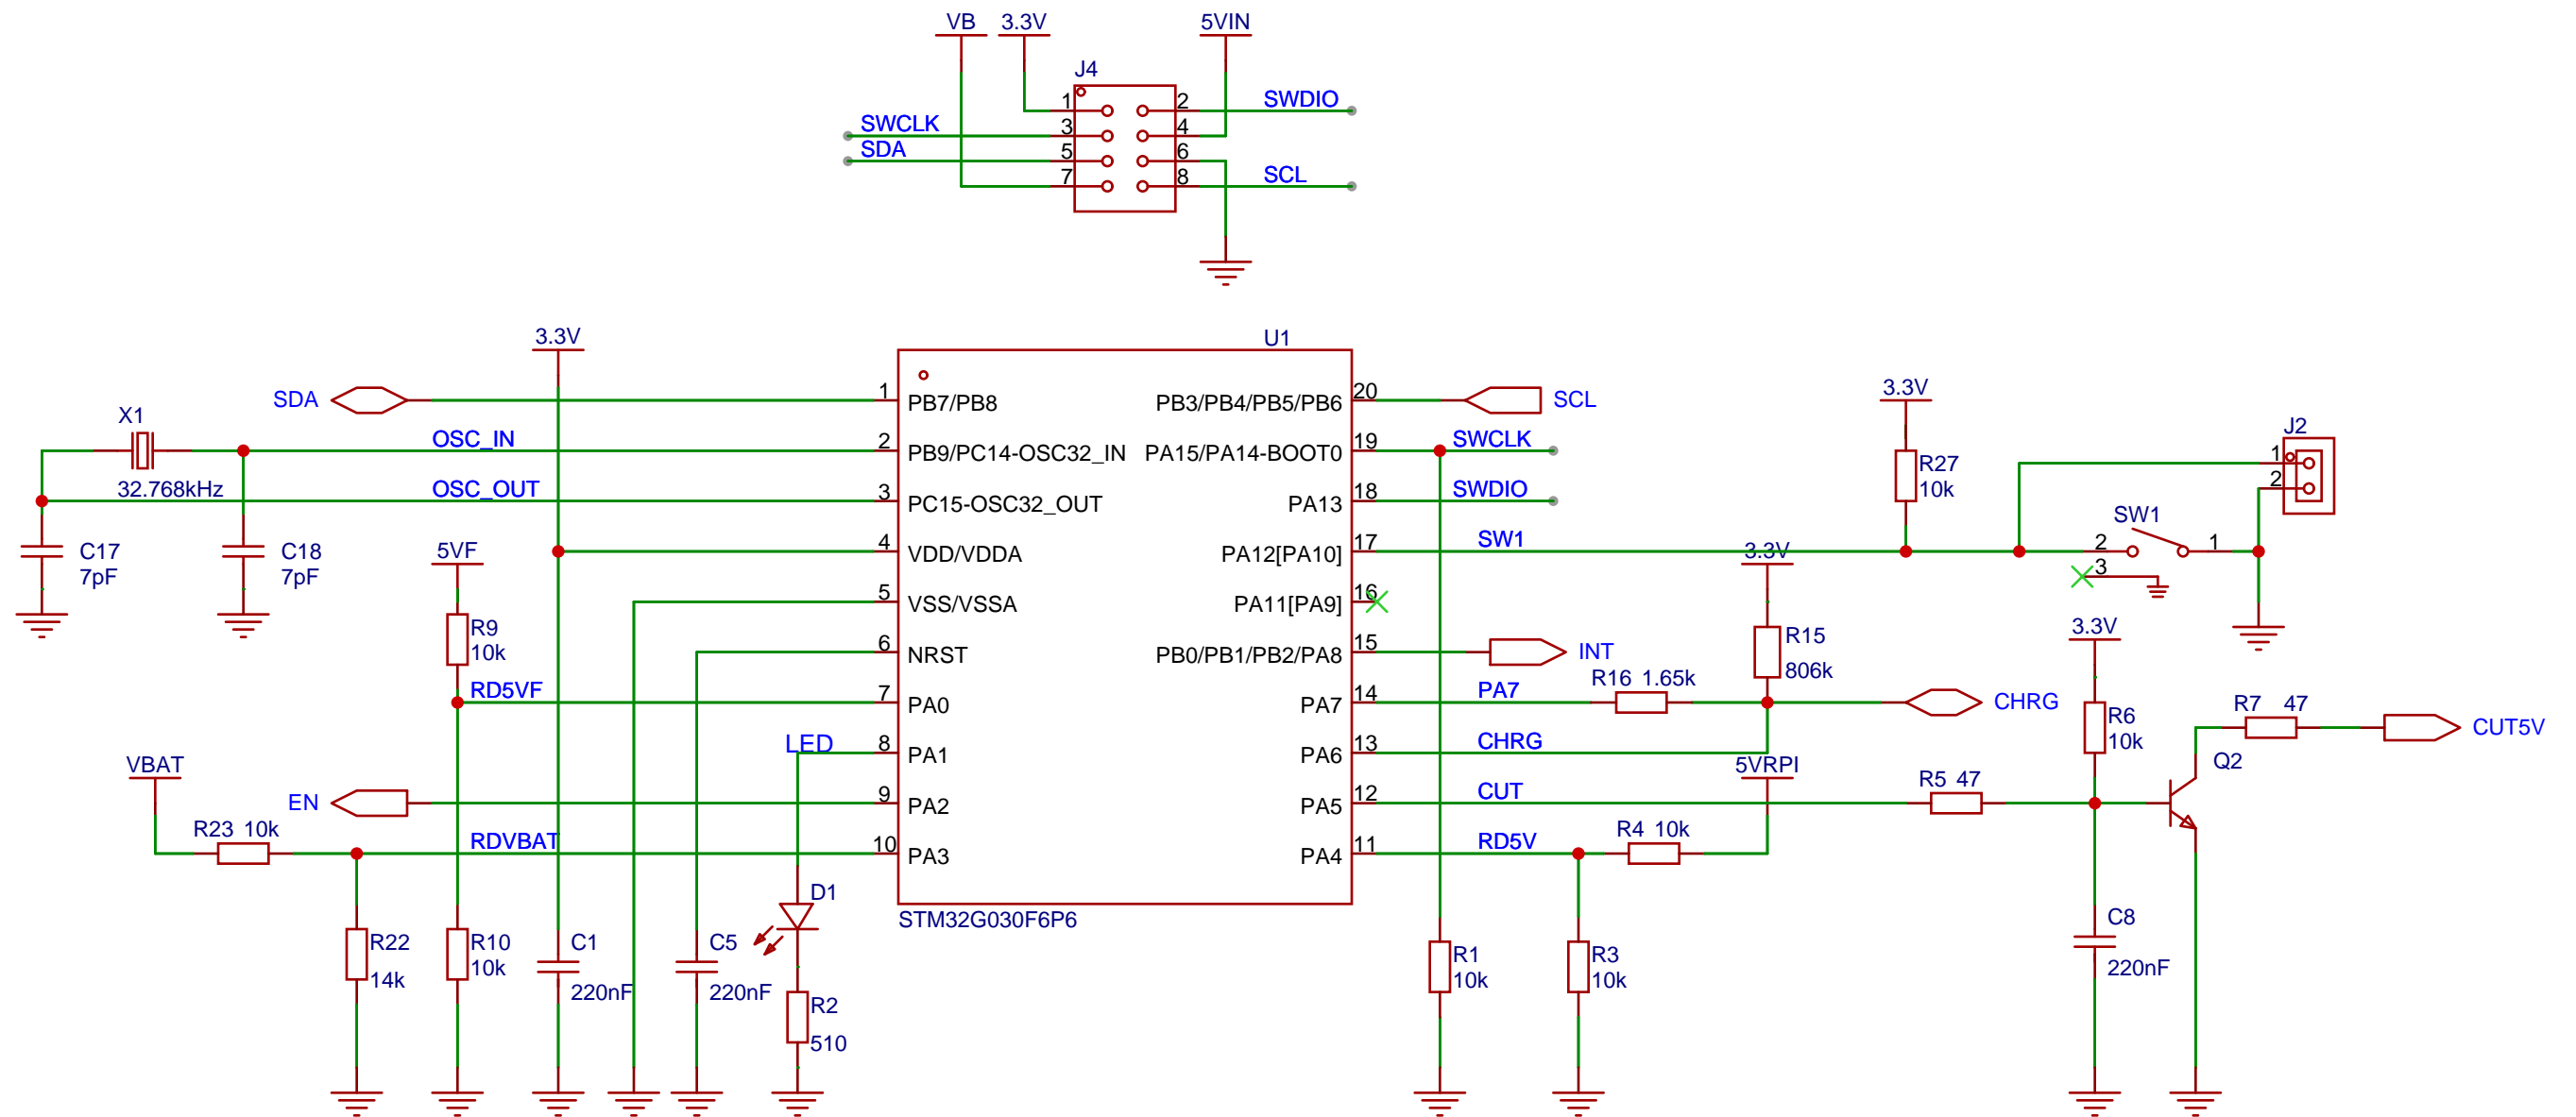 VB 3.3V 5VIN
J4
1 2 SWDIO
SWCLK 3 4
SDA 5 6
7 8 SCL
3.3V U1
SDA 1 PB7/PB8 PB3/PB4/PB5/PB6 20 SCL
3.3V
X1
OSC_IN 2 PB9/PC14-OSC32_IN PA15/PA14-BOOT0 19 SWCLK
J2
1
2
R27
10k
32.768kHz OSC_OUT 3 PC15-OSC32_OUT PA13 18 SWDIO
SW1
C17
7pF
C18
7pF
5VF
4 VDD/VDDA PA12[PA10] 17 SW1 3.3V 2 1
3
5 VSS/VSSA PA11[PA9] 16
R9
10k
R15
806k
3.3V
6 NRST PB0/PB1/PB2/PA8 15 INT
RD5VF 7 PA0 PA7 14 PA7 R16 1.65k CHRG
R6
10k
R7 47 CUT5V
LED 8 PA1 PA6 13 CHRG
VBAT 5VRPI Q2
EN 9 PA2 PA5 12 CUT R5 47
R23 10k RDVBAT 10 PA3 PA4 11 RD5V R4 10k
D1
STM32G030F6P6
R22
14k
R10
10k
C1
220nF
C5
220nF
R2
510
R1
10k
R3
10k
C8
220nF